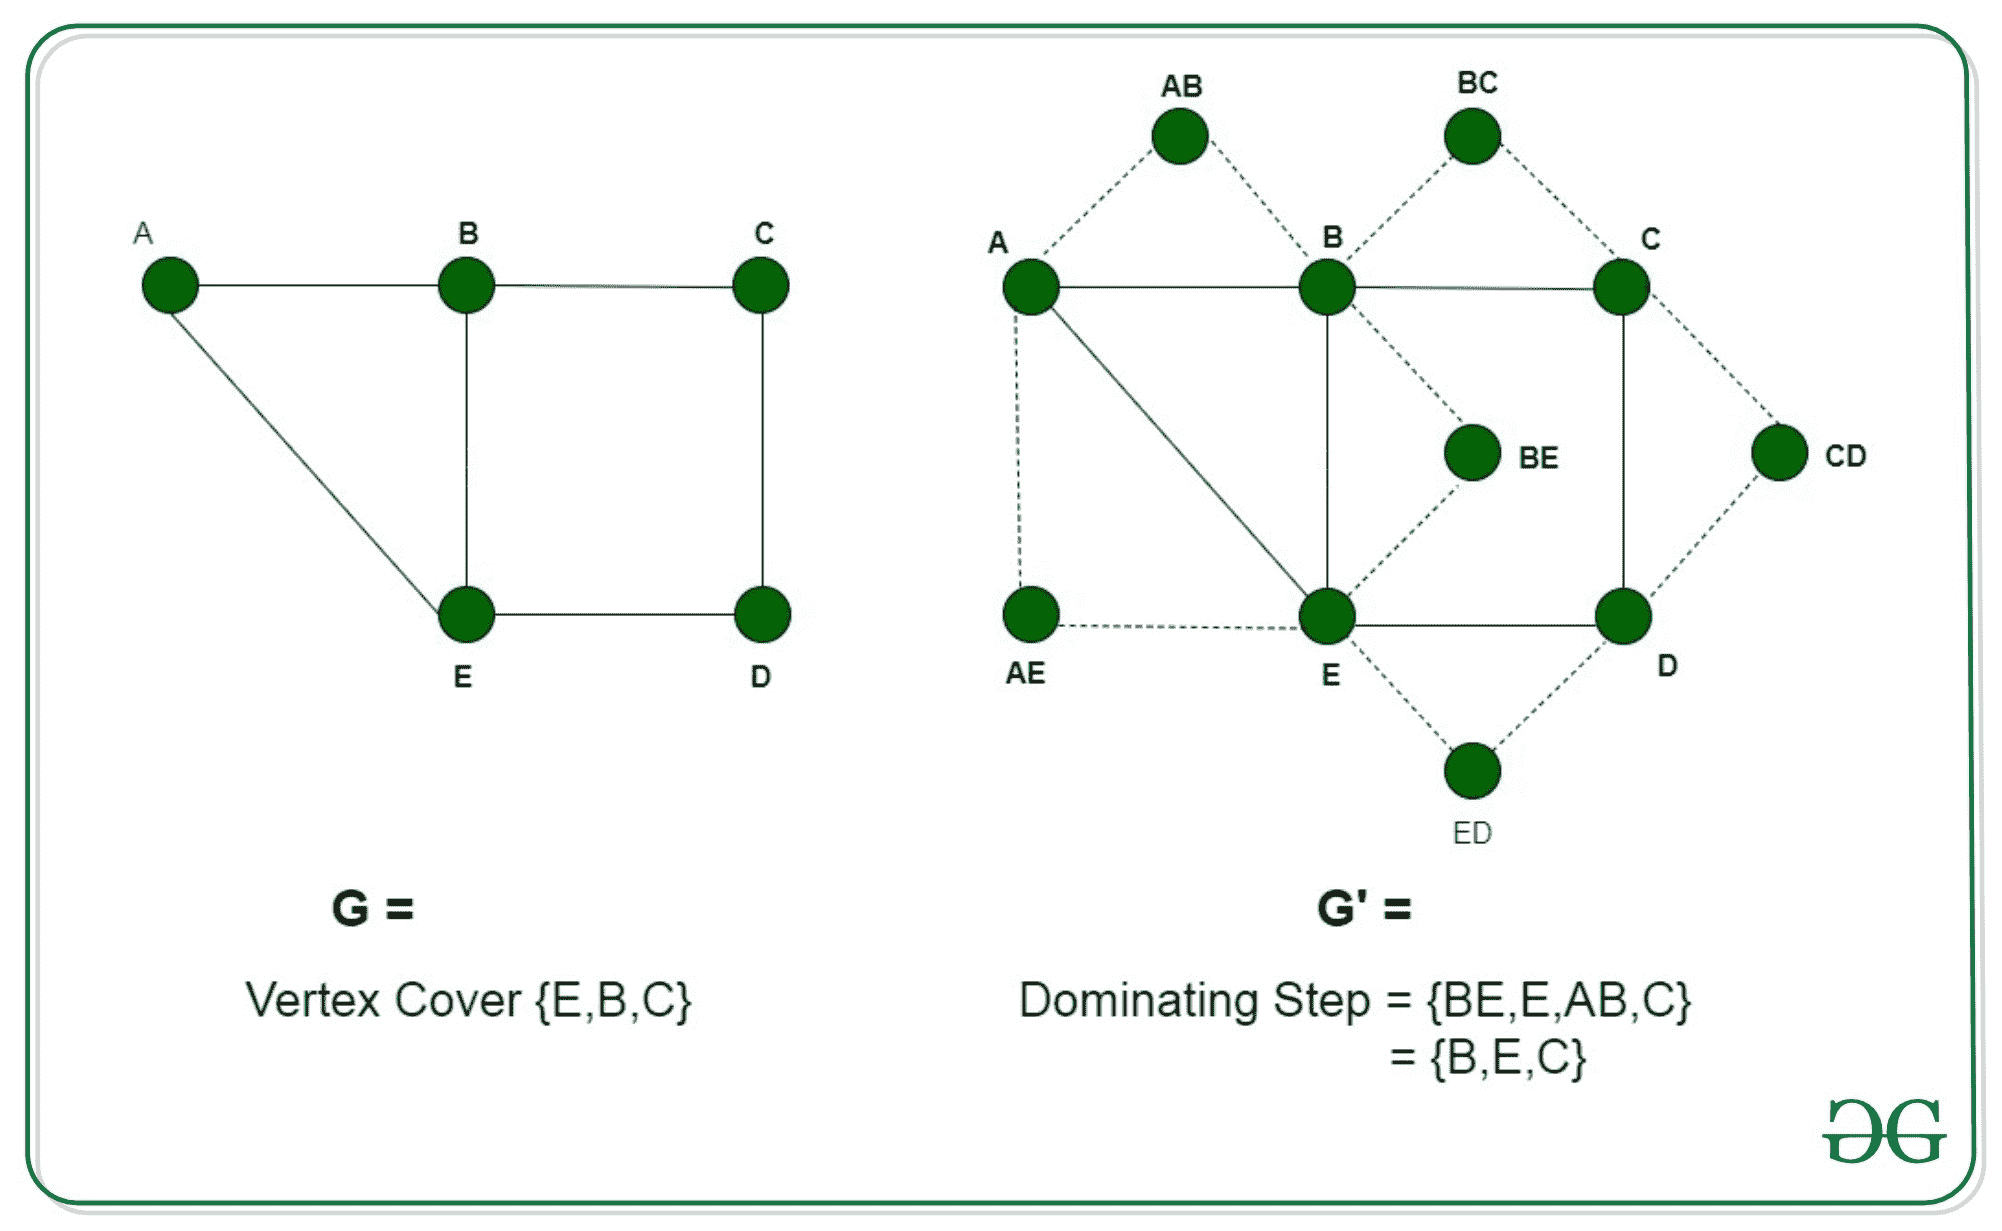 AB
BC
A
B
C
A
B
C
BE
CD
E
D
AE
E
D
ED
G =
G' =
Vertex Cover {E,B,C}
Dominating Step = {BE,E,AB,C}
= {B,E,C}